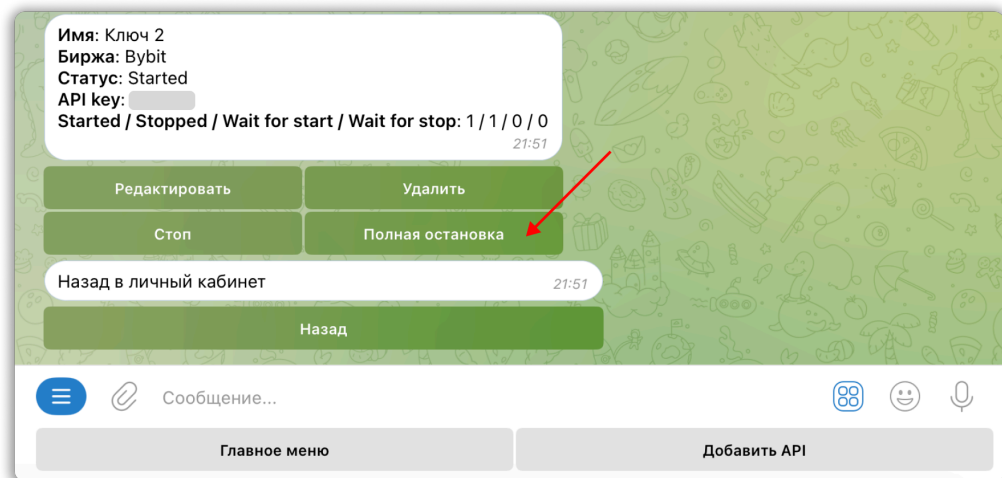 Имя: Ключ 2
Биржа: Bybit
Статус: Started
API key:
Started / Stopped / Wait for start / Wait for stop: 1 / 1 / 0 / 0
21:51
Редактировать
Удалить
Стоп
Полная остановка
Назад в личный кабинет
21:51
Назад
Сообщение...
Главное меню
Добавить API